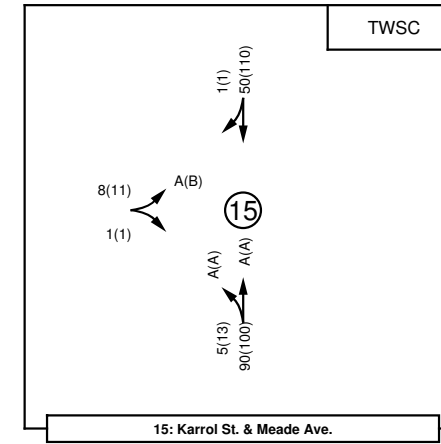 TWSC
1(1)
50(110)
8(11)
A(B)
1(1)
15
A(A)
A(A)
5(13)
90(100)
15: Karrol St. & Meade Ave.